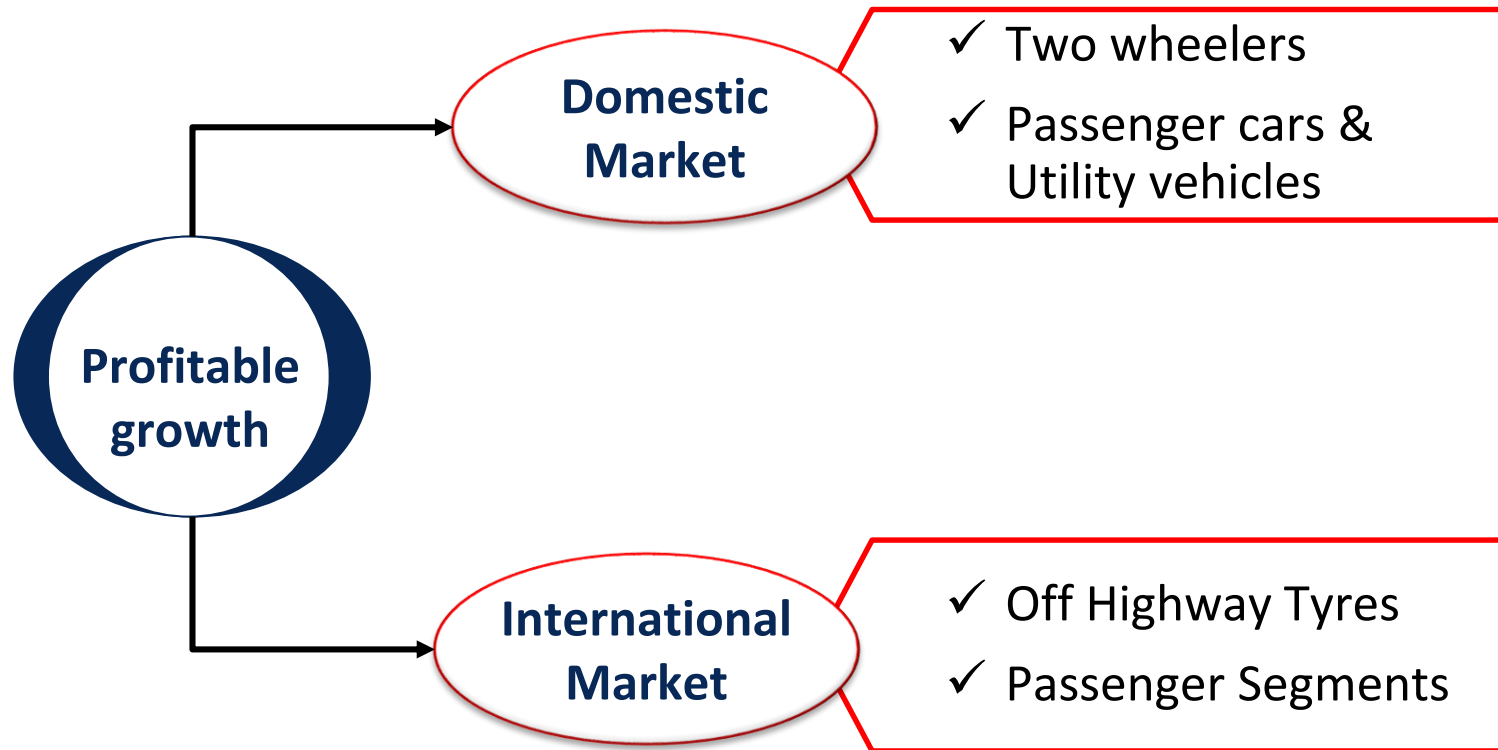 Profitable
growth
Domestic
Market
✓ Two wheelers
✓ Passenger cars &
Utility vehicles
International
Market
✓ Off Highway Tyres
✓ Passenger Segments